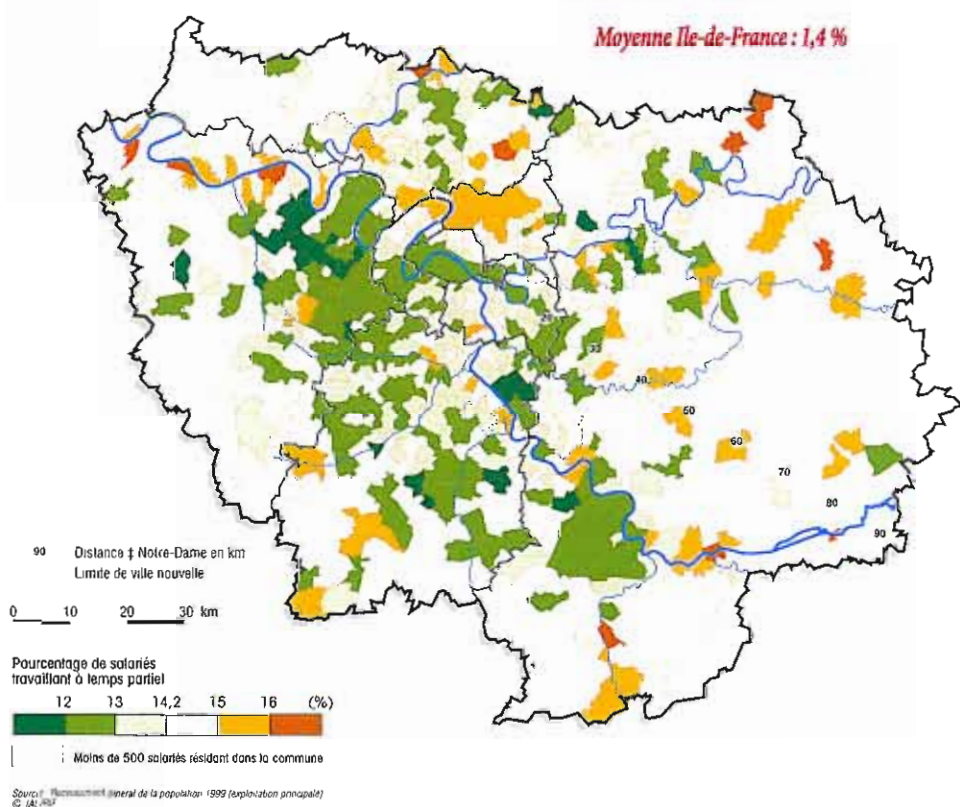 Moyenne Ile-de-France : 1,4 %
30
40
50
60
70
80
90
90 Distance ‡ Notre-Dame en km
Limite de ville nouvelle
0 10 20 30 km
Pourcentage de salariés
travaillant à temps partiel
12 13 14,2 15 16 (%)
Moins de 500 salariés résidant dans la commune
Source : général de la population 1999 (exploitation principale)